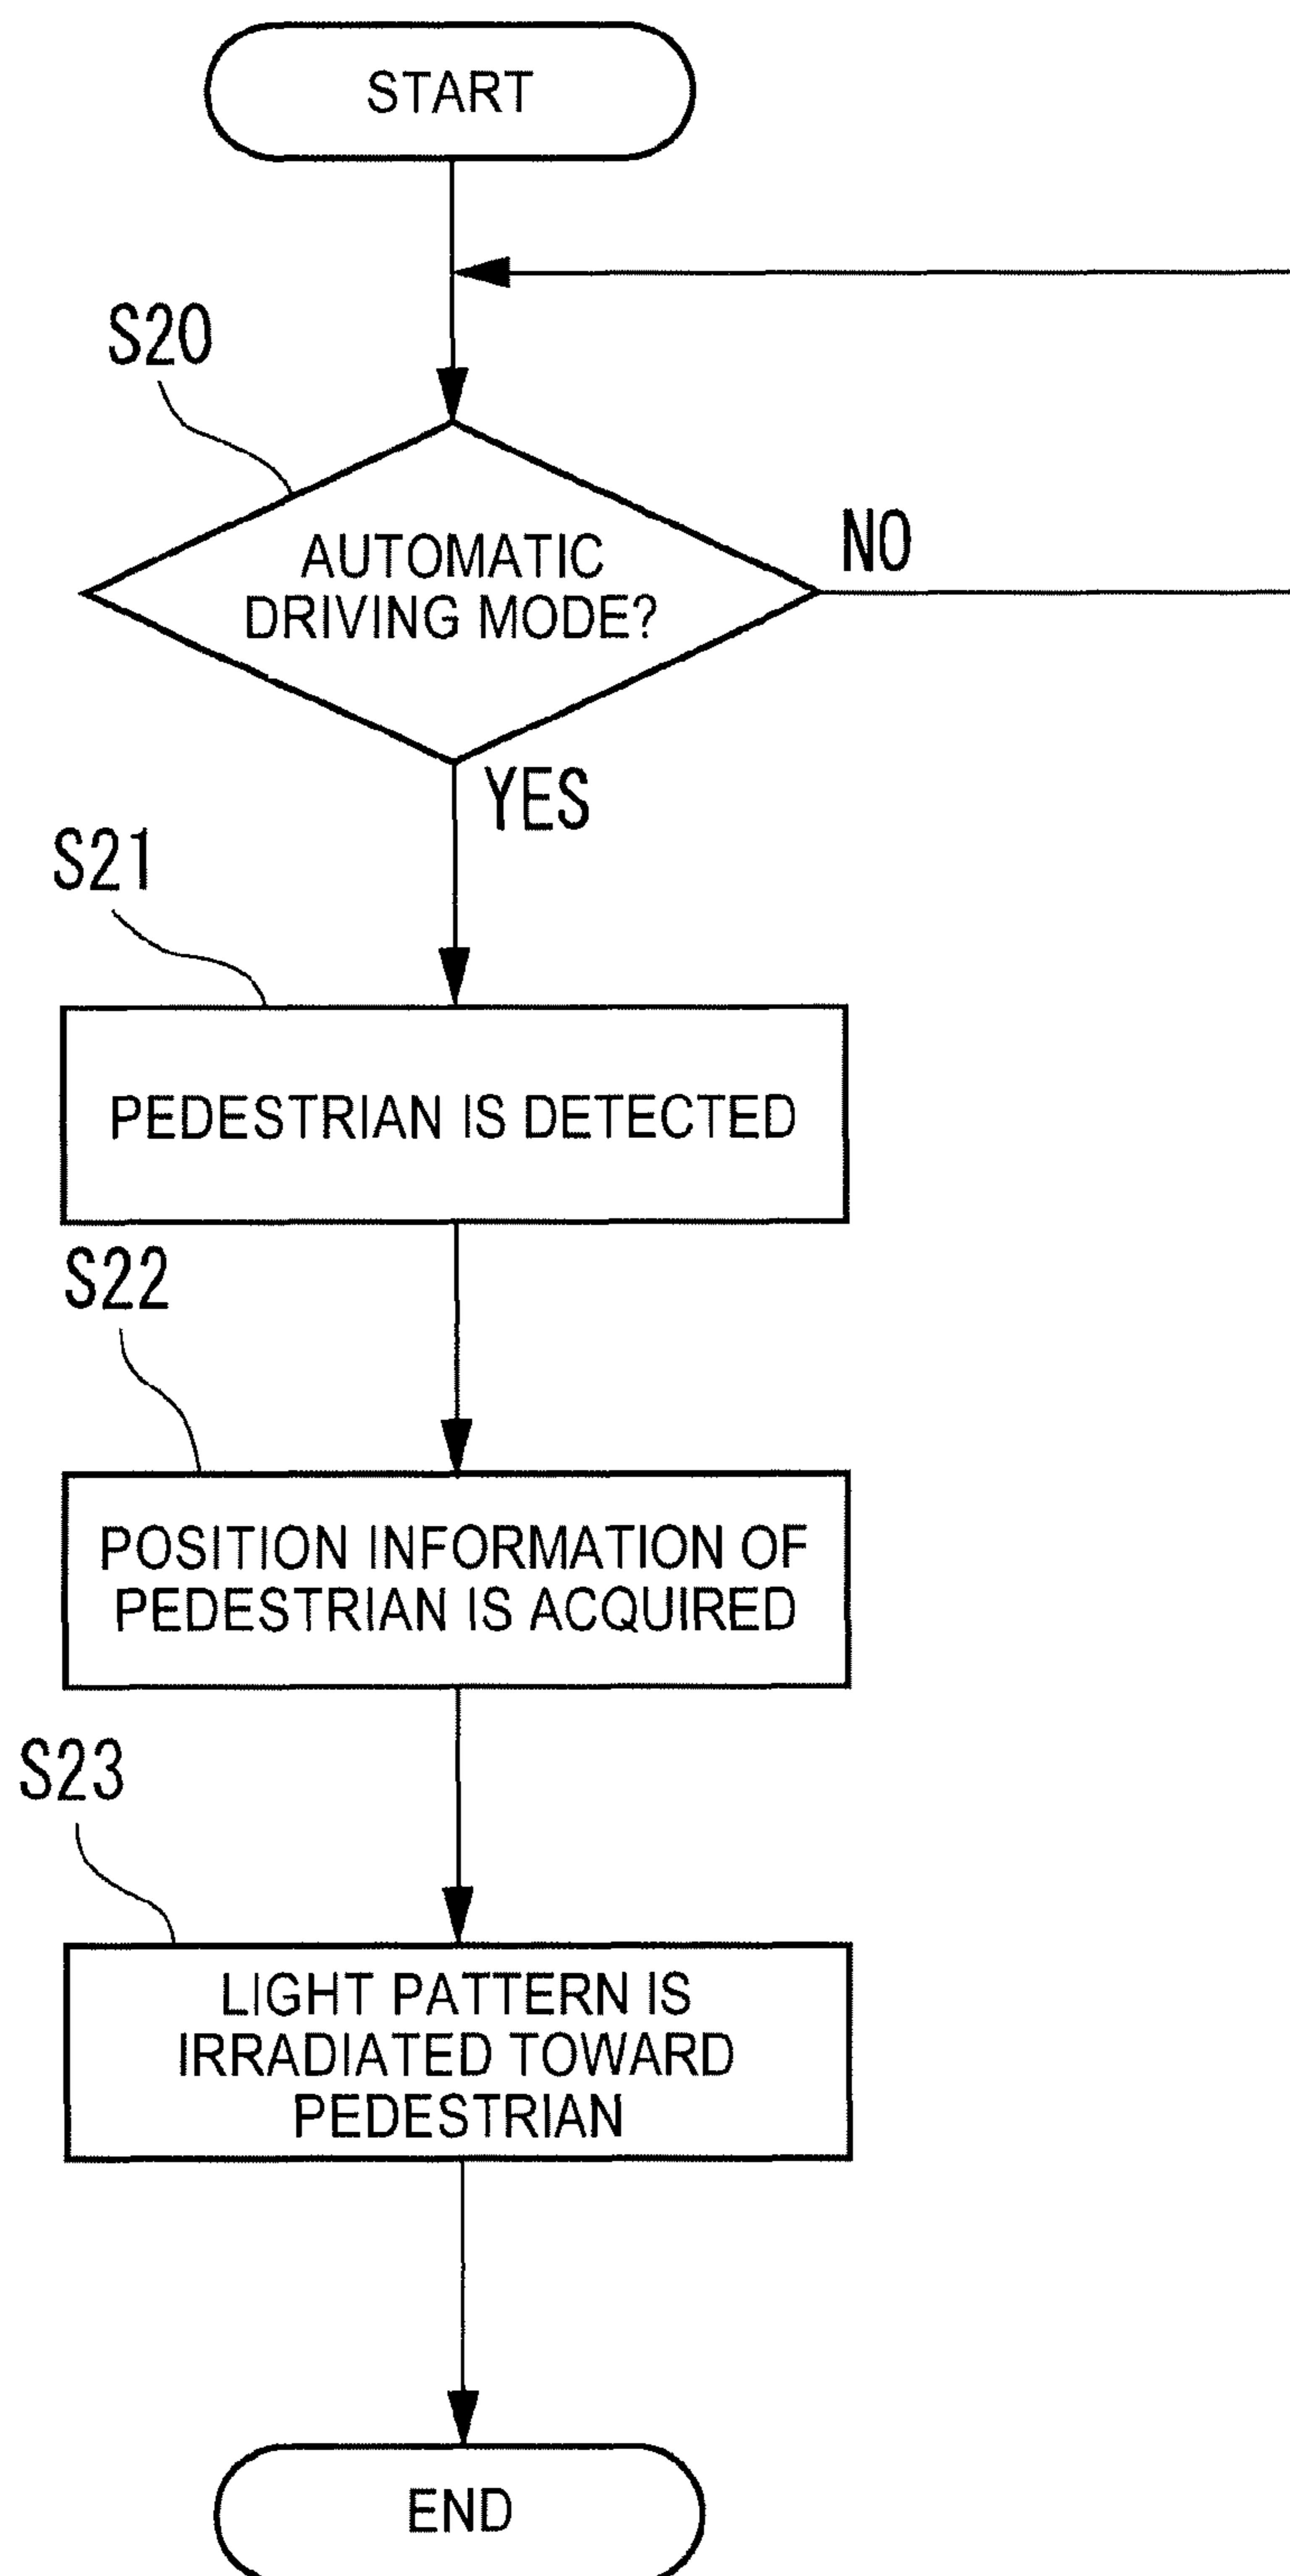 START
S20
AUTOMATIC
DRIVING MODE?
NO
YES
S21
PEDESTRIAN IS DETECTED
S22
POSITION INFORMATION OF
PEDESTRIAN IS ACQUIRED
S23
LIGHT PATTERN IS
IRRADIATED TOWARD
PEDESTRIAN
END